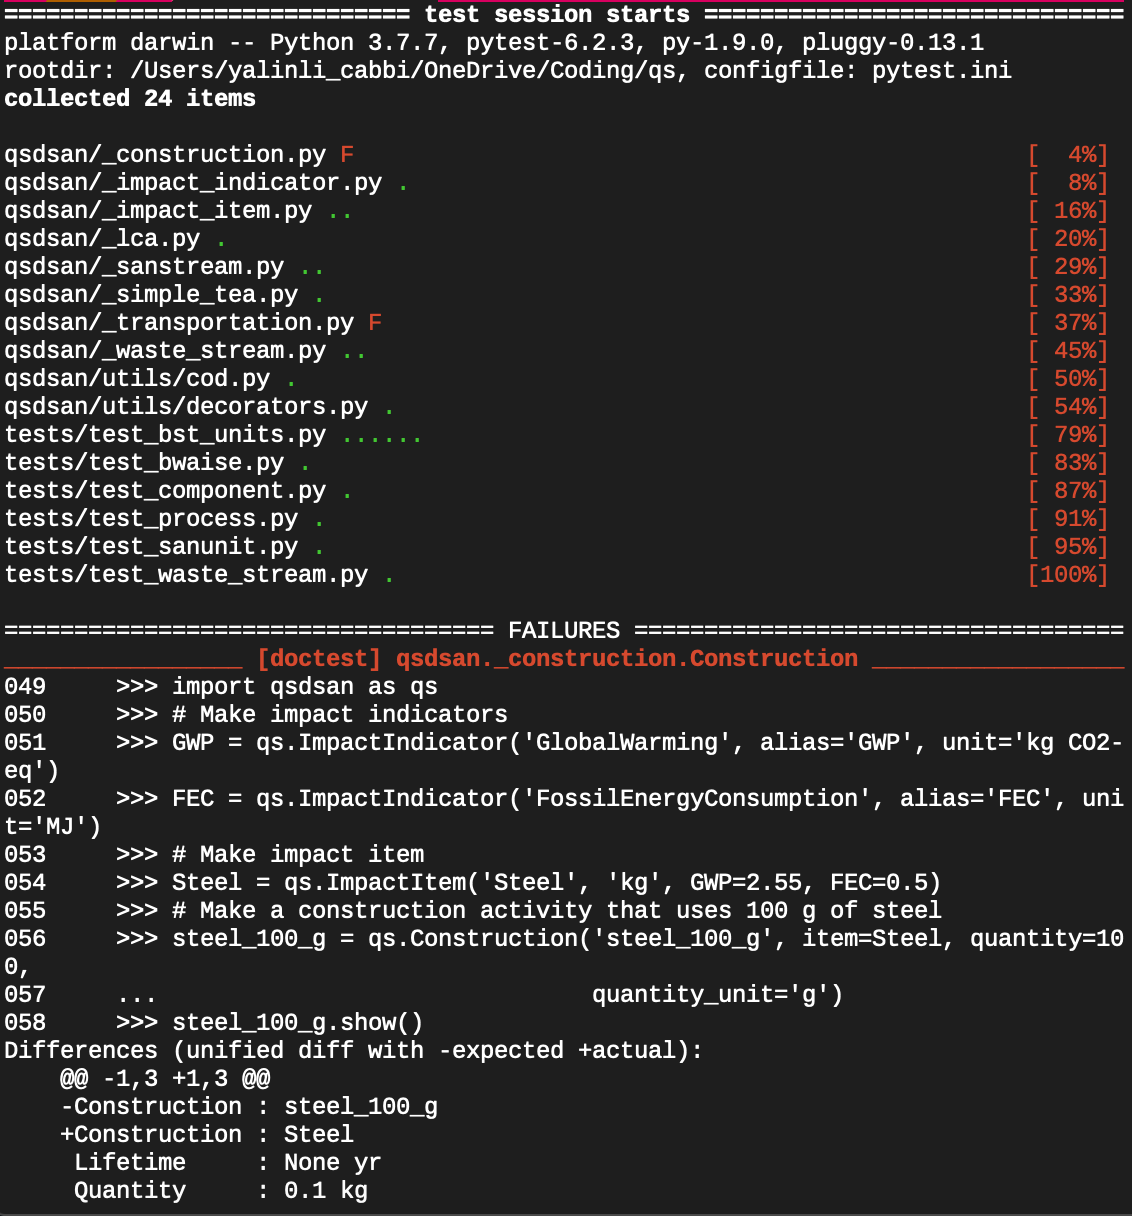 ============================= test session starts ==============================
platform darwin -- Python 3.7.7, pytest-6.2.3, py-1.9.0, pluggy-0.13.1
rootdir: /Users/yalinli_cabbi/OneDrive/Coding/qs, configfile: pytest.ini
collected 24 items

qsdsan/_construction.py F                                                [  4%]
qsdsan/_impact_indicator.py .                                            [  8%]
qsdsan/_impact_item.py ..                                                [ 16%]
qsdsan/_lca.py .                                                         [ 20%]
qsdsan/_sanstream.py ..                                                  [ 29%]
qsdsan/_simple_tea.py .                                                  [ 33%]
qsdsan/_transportation.py F                                              [ 37%]
qsdsan/_waste_stream.py ..                                               [ 45%]
qsdsan/utils/cod.py .                                                    [ 50%]
qsdsan/utils/decorators.py .                                             [ 54%]
tests/test_bst_units.py ......                                           [ 79%]
tests/test_bwaise.py .                                                   [ 83%]
tests/test_component.py .                                                [ 87%]
tests/test_process.py .                                                  [ 91%]
tests/test_sanunit.py .                                                  [ 95%]
tests/test_waste_stream.py .                                             [100%]

=================================== FAILURES ===================================
_________________ [doctest] qsdsan._construction.Construction __________________
049     >>> import qsdsan as qs
050     >>> # Make impact indicators
051     >>> GWP = qs.ImpactIndicator('GlobalWarming', alias='GWP', unit='kg CO2-
eq')
052     >>> FEC = qs.ImpactIndicator('FossilEnergyConsumption', alias='FEC', uni
t='MJ')
053     >>> # Make impact item
054     >>> Steel = qs.ImpactItem('Steel', 'kg', GWP=2.55, FEC=0.5)
055     >>> # Make a construction activity that uses 100 g of steel
056     >>> steel_100_g = qs.Construction('steel_100_g', item=Steel, quantity=10
0,
057     ...                               quantity_unit='g')
058     >>> steel_100_g.show()
Differences (unified diff with -expected +actual):
    @@ -1,3 +1,3 @@
    -Construction : steel_100_g
    +Construction : Steel
     Lifetime     : None yr
     Quantity     : 0.1 kg